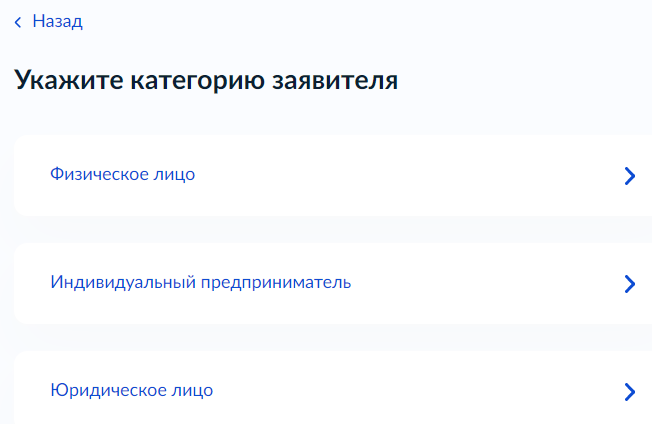 Назад
Укажите категорию заявителя
Физическое лицо
Индивидуальный предприниматель
Юридическое лицо